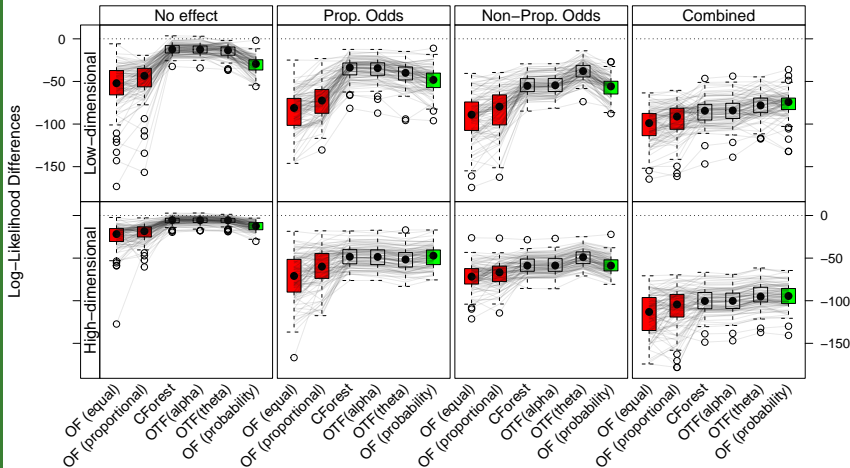 No effect
Prop. Odds
Non−Prop. Odds
Combined
Log−Likelihood Differences
Low−dimensional
0
−50
−100
−150
High−dimensional
0
−50
−100
−150
OF (equal)
OF (proportional)
CForest
OTF(alpha)
OTF(theta)
OF (probability)
OF (equal)
OF (proportional)
CForest
OTF(alpha)
OTF(theta)
OF (probability)
OF (equal)
OF (proportional)
CForest
OTF(alpha)
OTF(theta)
OF (probability)
OF (equal)
OF (proportional)
CForest
OTF(alpha)
OTF(theta)
OF (probability)